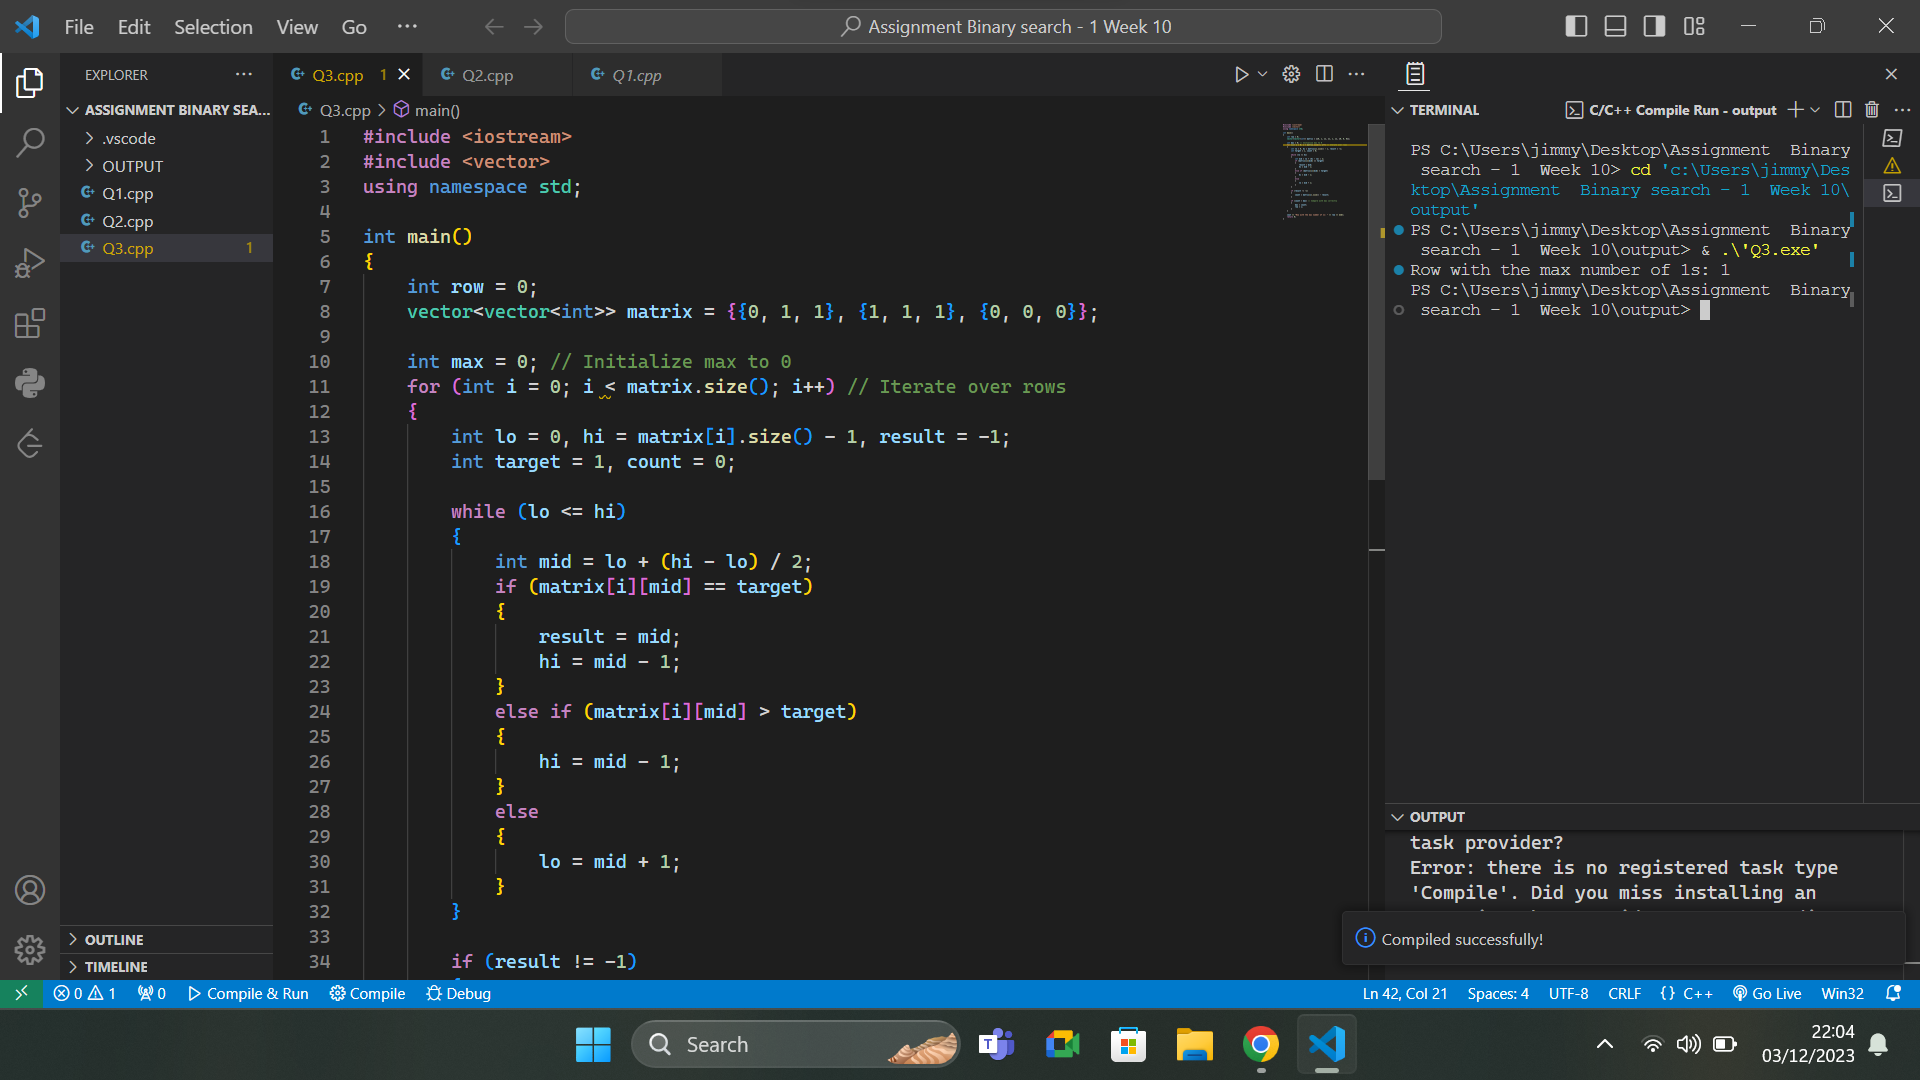 File Edit Selection View Go ···
Assignment Binary search - 1 Week 10
EXPLORER ···
ASSIGNMENT BINARY SEA...
.vscode
OUTPUT
Q1.cpp
Q2.cpp
Q3.cpp 1
OUTLINE
TIMELINE
Q3.cpp 1
Q2.cpp
Q1.cpp
Q3.cpp > main()
1 #include <iostream>
2 #include <vector>
3 using namespace std;
4
5 int main()
6 {
7 int row = 0;
8 vector<vector<int>> matrix = {{0, 1, 1}, {1, 1, 1}, {0, 0, 0}};
9
10 int max = 0; // Initialize max to 0
11 for (int i = 0; i < matrix.size(); i++) // Iterate over rows
12 {
13 int lo = 0, hi = matrix[i].size() - 1, result = -1;
14 int target = 1, count = 0;
15
16 while (lo <= hi)
17 {
18 int mid = lo + (hi - lo) / 2;
19 if (matrix[i][mid] == target)
20 {
21 result = mid;
22 hi = mid - 1;
23 }
24 else if (matrix[i][mid] > target)
25 {
26 hi = mid - 1;
27 }
28 else
29 {
30 lo = mid + 1;
31 }
32 }
33
34 if (result != -1)
TERMINAL C/C++ Compile Run - output
PS C:\Users\jimmy\Desktop\Assignment  Binary
search - 1  Week 10> cd 'c:\Users\jimmy\Des
ktop\Assignment  Binary search - 1  Week 10\
output'
PS C:\Users\jimmy\Desktop\Assignment  Binary
search - 1  Week 10\output> & .\'Q3.exe'
Row with the max number of 1s: 1
PS C:\Users\jimmy\Desktop\Assignment  Binary
search - 1  Week 10\output>
OUTPUT
task provider?
Error: there is no registered task type
'Compile'. Did you miss installing an
Compiled successfully!
0 1 0 Compile & Run Compile Debug
Ln 42, Col 21 Spaces: 4 UTF-8 CRLF {} C++ Go Live Win32
Search
22:04
03/12/2023